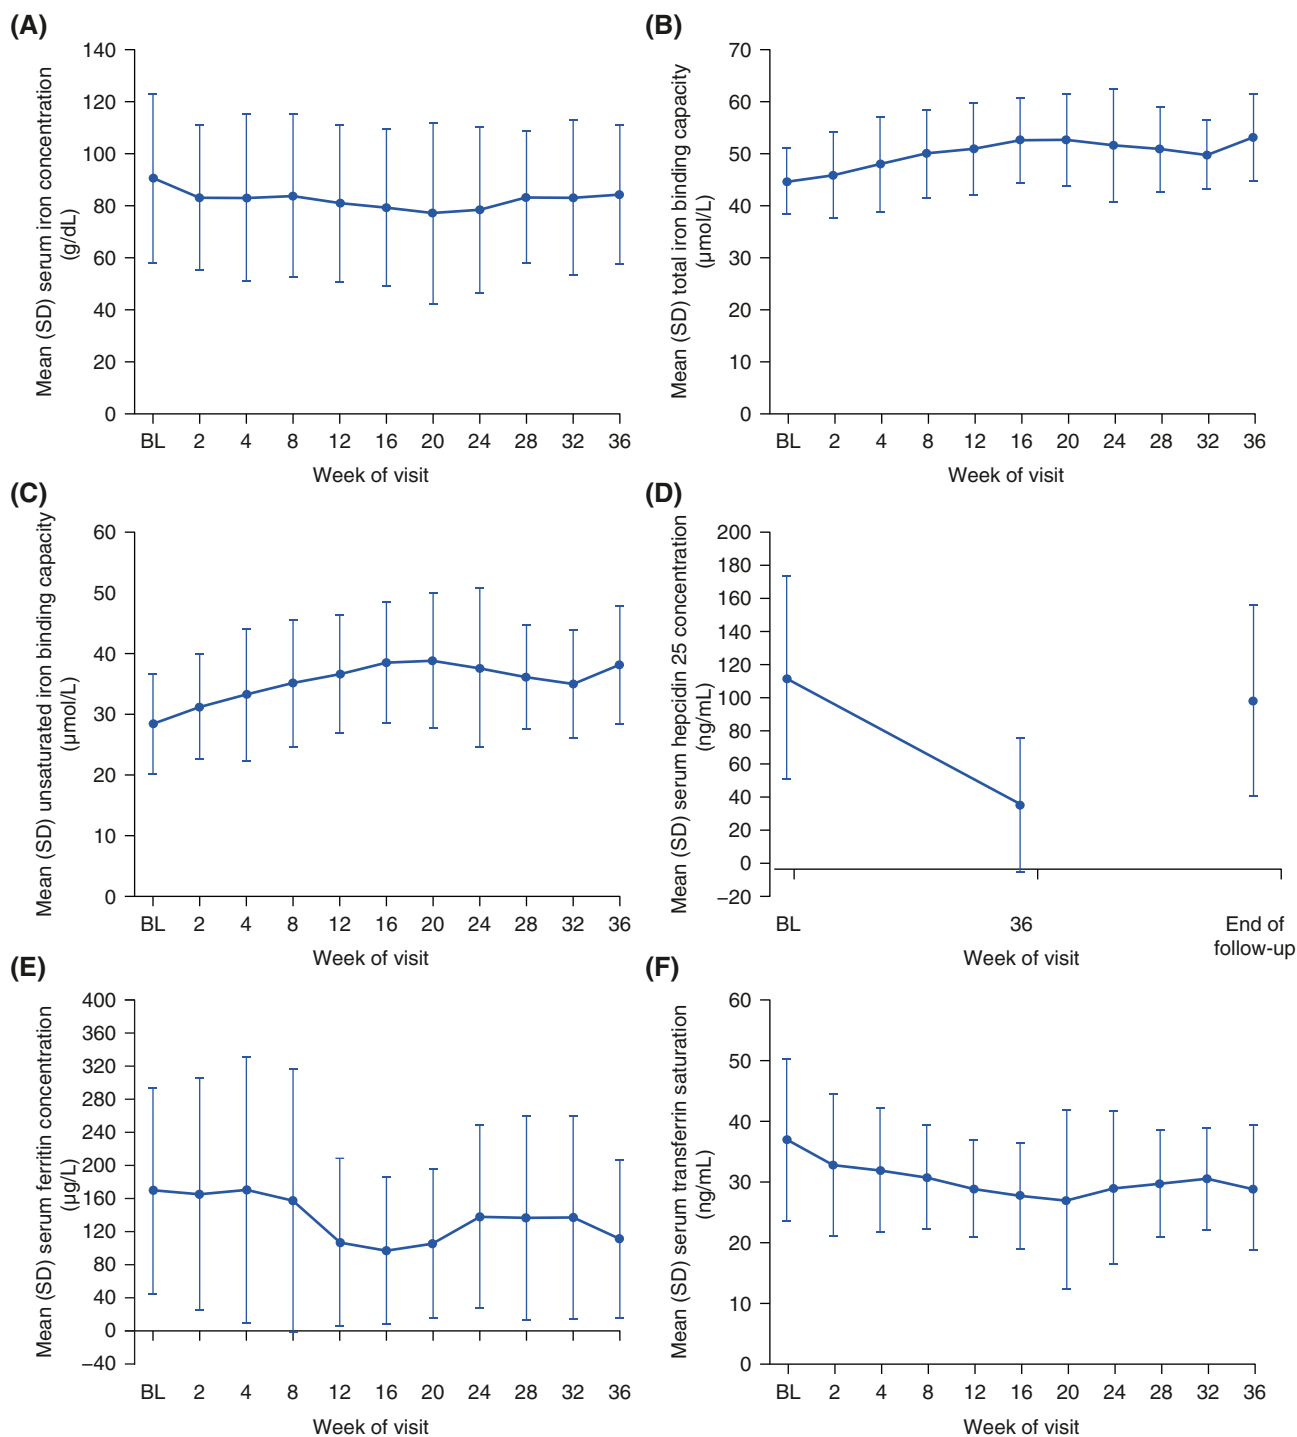 (A)
Mean (SD) serum iron concentration
(g/dL)
140
120
100
80
60
40
20
0
BL 2 4 8 12 16 20 24 28 32 36
Week of visit
(B)
Mean (SD) total iron binding capacity
(µmol/L)
70
60
50
40
30
20
10
0
BL 2 4 8 12 16 20 24 28 32 36
Week of visit
(C)
Mean (SD) unsaturated iron binding capacity
(µmol/L)
60
50
40
30
20
10
0
BL 2 4 8 12 16 20 24 28 32 36
Week of visit
(D)
Mean (SD) serum hepcidin 25 concentration
(ng/mL)
200
180
160
140
120
100
80
60
40
20
0
−20
BL 36 End of
follow-up
Week of visit
(E)
Mean (SD) serum ferritin concentration
(µg/L)
400
360
320
280
240
200
160
120
80
40
0
−40
BL 2 4 8 12 16 20 24 28 32 36
Week of visit
(F)
Mean (SD) serum transferrin saturation
(ng/mL)
60
50
40
30
20
10
0
BL 2 4 8 12 16 20 24 28 32 36
Week of visit